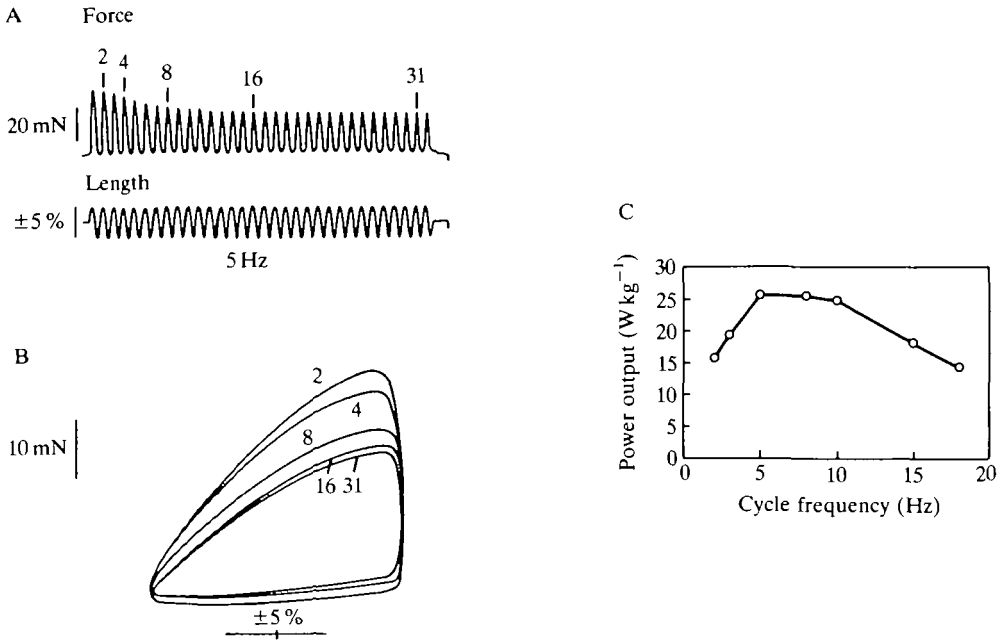 A
Force
2 4 8 16 31
20 mN
Length
±5 %
5 Hz
B
2
4
8
16 31
10 mN
±5 %
C
Power output (W kg⁻¹)
30
25
20
15
10
5
0
0 5 10 15 20
Cycle frequency (Hz)